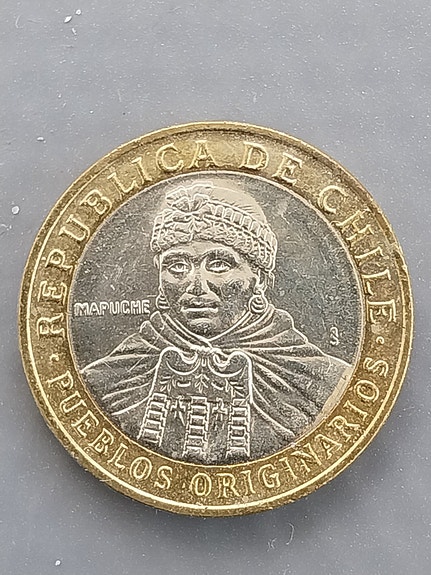 REPUBLICA DE CHILE
MAPUCHE
PUEBLOS ORIGINARIOS